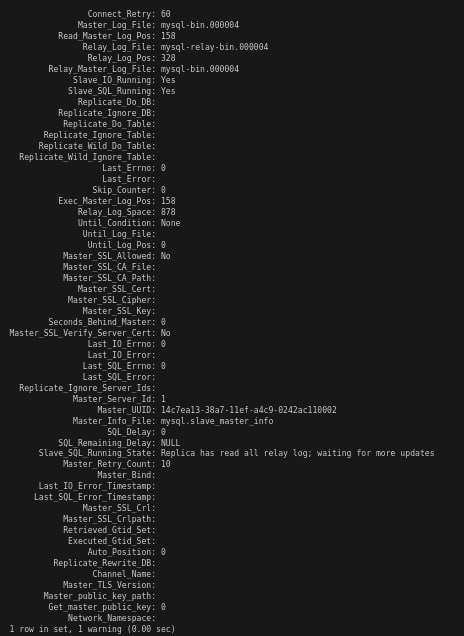 Connect_Retry: 60
Master_Log_File: mysql-bin.000004
Read_Master_Log_Pos: 158
Relay_Log_File: mysql-relay-bin.000004
Relay_Log_Pos: 328
Relay_Master_Log_File: mysql-bin.000004
Slave_IO_Running: Yes
Slave_SQL_Running: Yes
Replicate_Do_DB:
Replicate_Ignore_DB:
Replicate_Do_Table:
Replicate_Ignore_Table:
Replicate_Wild_Do_Table:
Replicate_Wild_Ignore_Table:
Last_Errno: 0
Last_Error:
Skip_Counter: 0
Exec_Master_Log_Pos: 158
Relay_Log_Space: 878
Until_Condition: None
Until_Log_File:
Until_Log_Pos: 0
Master_SSL_Allowed: No
Master_SSL_CA_File:
Master_SSL_CA_Path:
Master_SSL_Cert:
Master_SSL_Cipher:
Master_SSL_Key:
Seconds_Behind_Master: 0
Master_SSL_Verify_Server_Cert: No
Last_IO_Errno: 0
Last_IO_Error:
Last_SQL_Errno: 0
Last_SQL_Error:
Replicate_Ignore_Server_Ids:
Master_Server_Id: 1
Master_UUID: 14c7ea13-38a7-11ef-a4c9-0242ac110002
Master_Info_File: mysql.slave_master_info
SQL_Delay: 0
SQL_Remaining_Delay: NULL
Slave_SQL_Running_State: Replica has read all relay log; waiting for more updates
Master_Retry_Count: 10
Master_Bind:
Last_IO_Error_Timestamp:
Last_SQL_Error_Timestamp:
Master_SSL_Crl:
Master_SSL_Crlpath:
Retrieved_Gtid_Set:
Executed_Gtid_Set:
Auto_Position: 0
Replicate_Rewrite_DB:
Channel_Name:
Master_TLS_Version:
Master_public_key_path:
Get_master_public_key: 0
Network_Namespace:
1 row in set, 1 warning (0.00 sec)